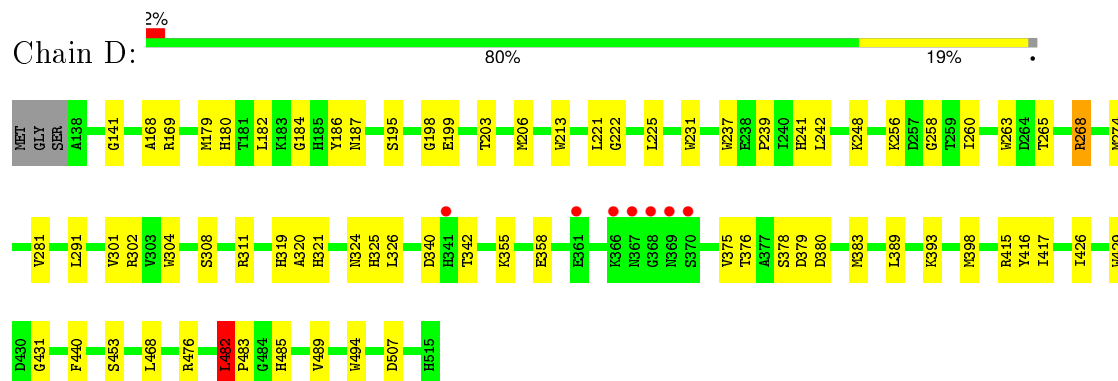 2%
Chain D:
80%
19%
•
MET GLY SER A138 G141 A168 R169 M179 H180 T181 L182 K183 G184 H185 Y186 N187 S195 G198 E199 T203 M206 W213 L221 G222 L225 W231 W237 E238 P239 I240 H241 L242 K248 K256 D257 G258 T259 I260 W263 D264 T265 R268 M274
V281 L291 V301 R302 V303 W304 S308 R311 H319 A320 H321 N324 H325 L326 D340 H341 T342 K355 E358 E361 K366 N367 G368 N369 S370 V375 T376 A377 S378 D379 D380 M383 L389 K393 M398 R415 Y416 I417 I426 W429
D430 G431 F440 S453 L468 R476 L482 P483 G484 H485 V489 W494 D507 H515